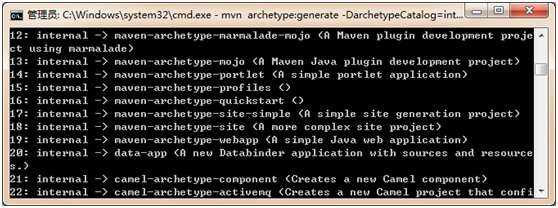 管理员: C:\Windows\system32\cmd.exe - mvn  archetype:generate -DarchetypeCatalog=int...
12: internal -> maven-archetype-marmalade-mojo (A Maven plugin development proje
ct using marmalade)
13: internal -> maven-archetype-mojo (A Maven Java plugin development project)
14: internal -> maven-archetype-portlet (A simple portlet application)
15: internal -> maven-archetype-profiles ()
16: internal -> maven-archetype-quickstart ()
17: internal -> maven-archetype-site-simple (A simple site generation project)
18: internal -> maven-archetype-site (A more complex site project)
19: internal -> maven-archetype-webapp (A simple Java web application)
20: internal -> data-app (A new Databinder application with sources and resource
s.)
21: internal -> camel-archetype-component (Creates a new Camel component)
22: internal -> camel-archetype-activemq (Creates a new Camel project that confi